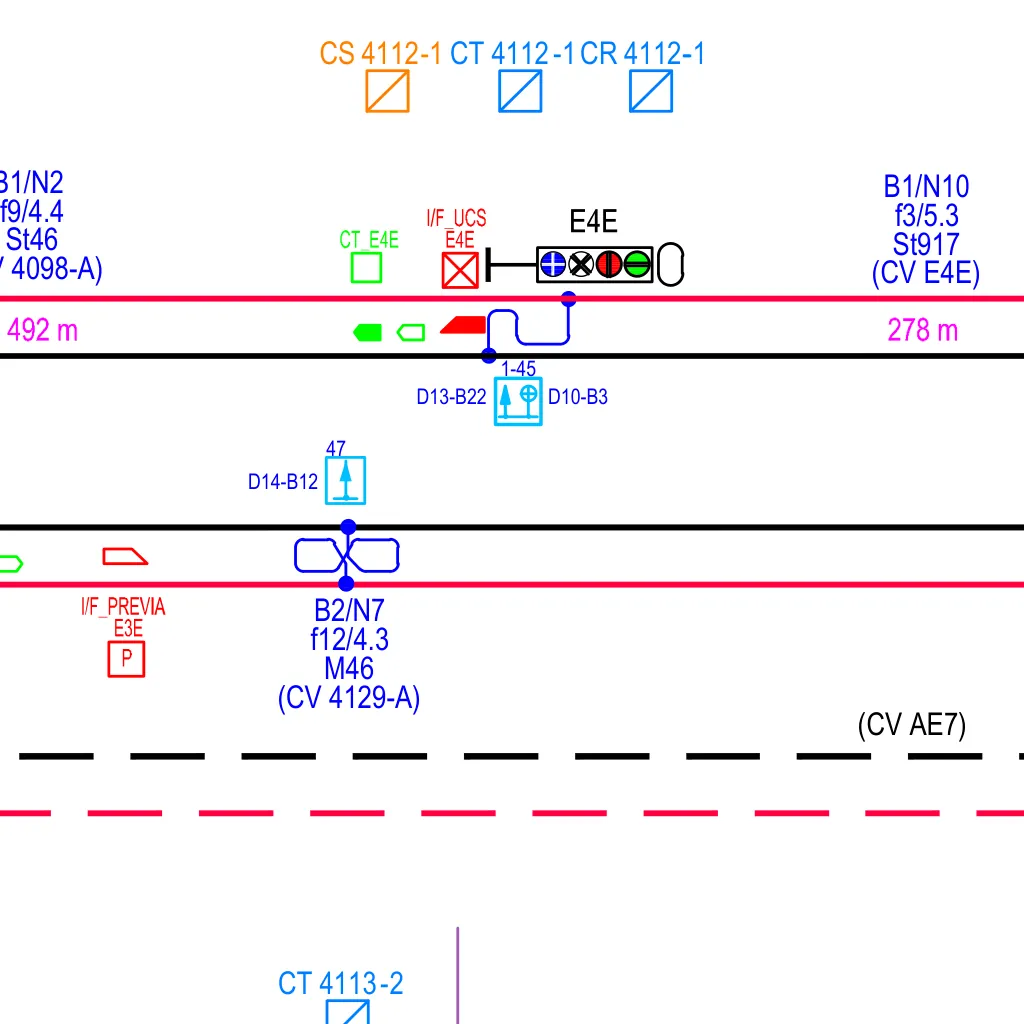 CS 4112-1 CT 4112-1 CR 4112-1
B1/N2
f9/4.4
St46
4098-A)
CT_E4E
I/F_UCS
E4E
E4E
B1/N10
f3/5.3
St917
(CV E4E)
492 m
278 m
1-45
D13-B22
D10-B3
47
D14-B12
I/F_PREVIA
E3E
P
B2/N7
f12/4.3
M46
(CV 4129-A)
(CV AE7)
CT 4113-2